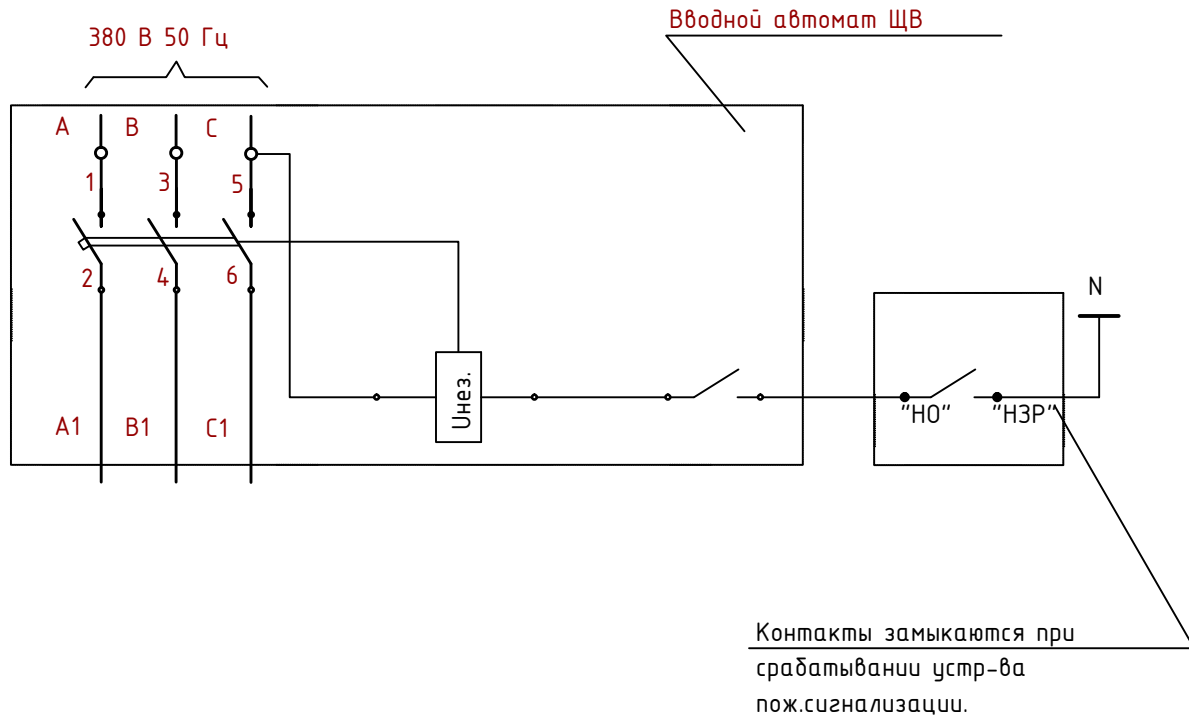 Вводной автомат ЩВ
380 В 50 Гц
A B C
1 3 5
2 4 6
N
Uнез.
"НО" "НЗР"
A1 B1 C1
Контакты замыкаются при
срабатывании устр-ва
пож.сигнализации.